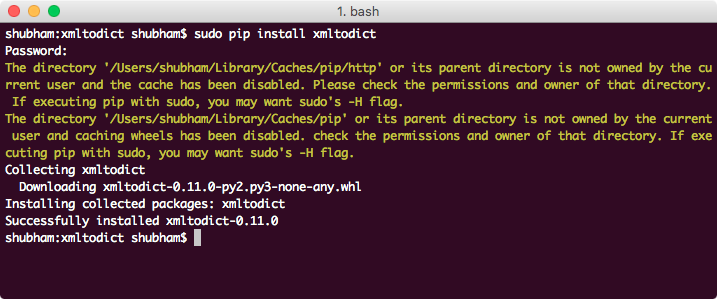 1. bash
shubham:xmltodict shubham$ sudo pip install xmltodict
Password:
The directory '/Users/shubham/Library/Caches/pip/http' or its parent directory is not owned by the cu
rrent user and the cache has been disabled. Please check the permissions and owner of that directory.
 If executing pip with sudo, you may want sudo's -H flag.
The directory '/Users/shubham/Library/Caches/pip' or its parent directory is not owned by the current
 user and caching wheels has been disabled. check the permissions and owner of that directory. If exe
cuting pip with sudo, you may want sudo's -H flag.
Collecting xmltodict
  Downloading xmltodict-0.11.0-py2.py3-none-any.whl
Installing collected packages: xmltodict
Successfully installed xmltodict-0.11.0
shubham:xmltodict shubham$